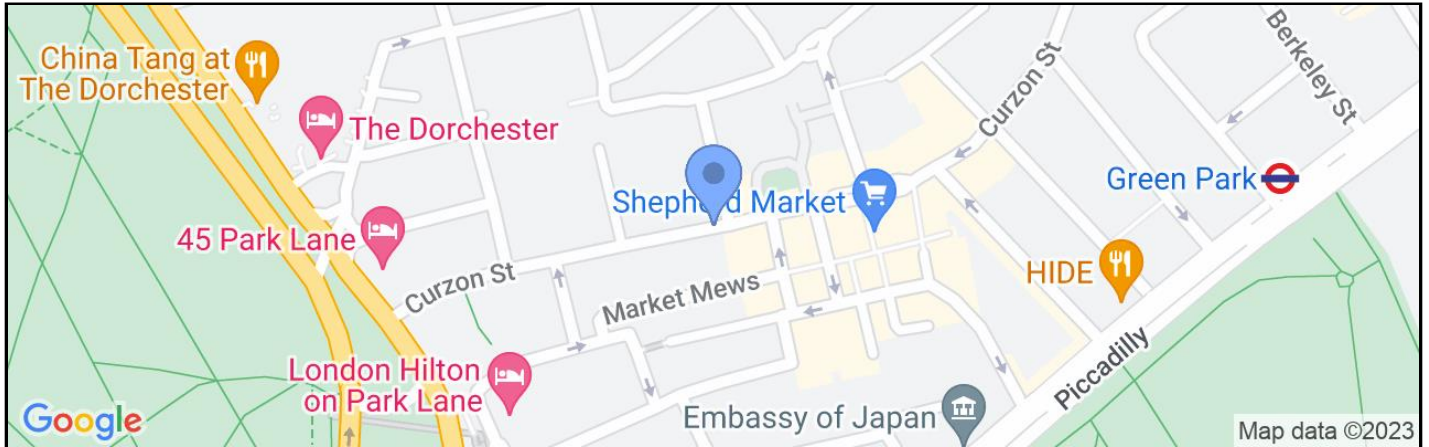 China Tang at
The Dorchester
The Dorchester
Berkeley St
Curzon St
Green Park
Shepherd Market
45 Park Lane
HIDE
Curzon St
Market Mews
London Hilton
on Park Lane
Piccadilly
Embassy of Japan
Google
Map data ©2023